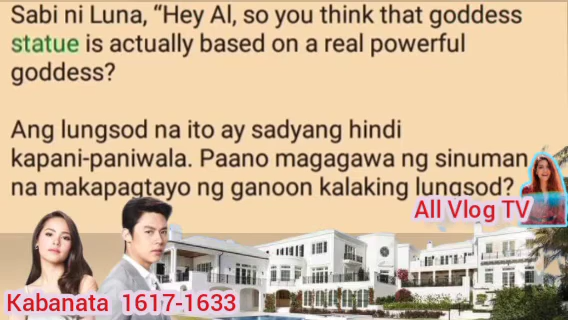 Sabi ni Luna, “Hey Al, so you think that goddess
statue is actually based on a real powerful
goddess?
Ang lungsod na ito ay sadyang hindi
kapani-paniwala. Paano magagawa ng sinuman
na makapagtayo ng ganoon kalaking lungsod?
All Vlog TV
Kabanata 1617-1633